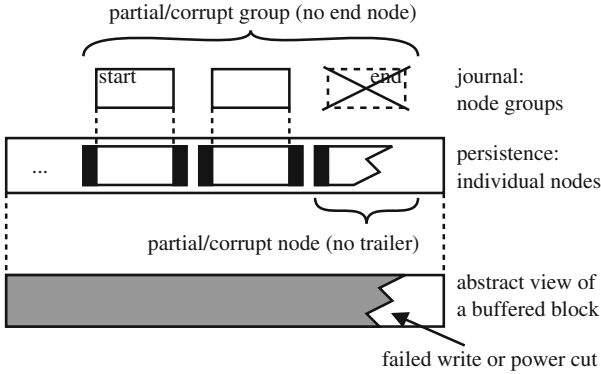 partial/corrupt group (no end node)
start
end
journal:
node groups
...
persistence:
individual nodes
partial/corrupt node (no trailer)
abstract view of
a buffered block
failed write or power cut